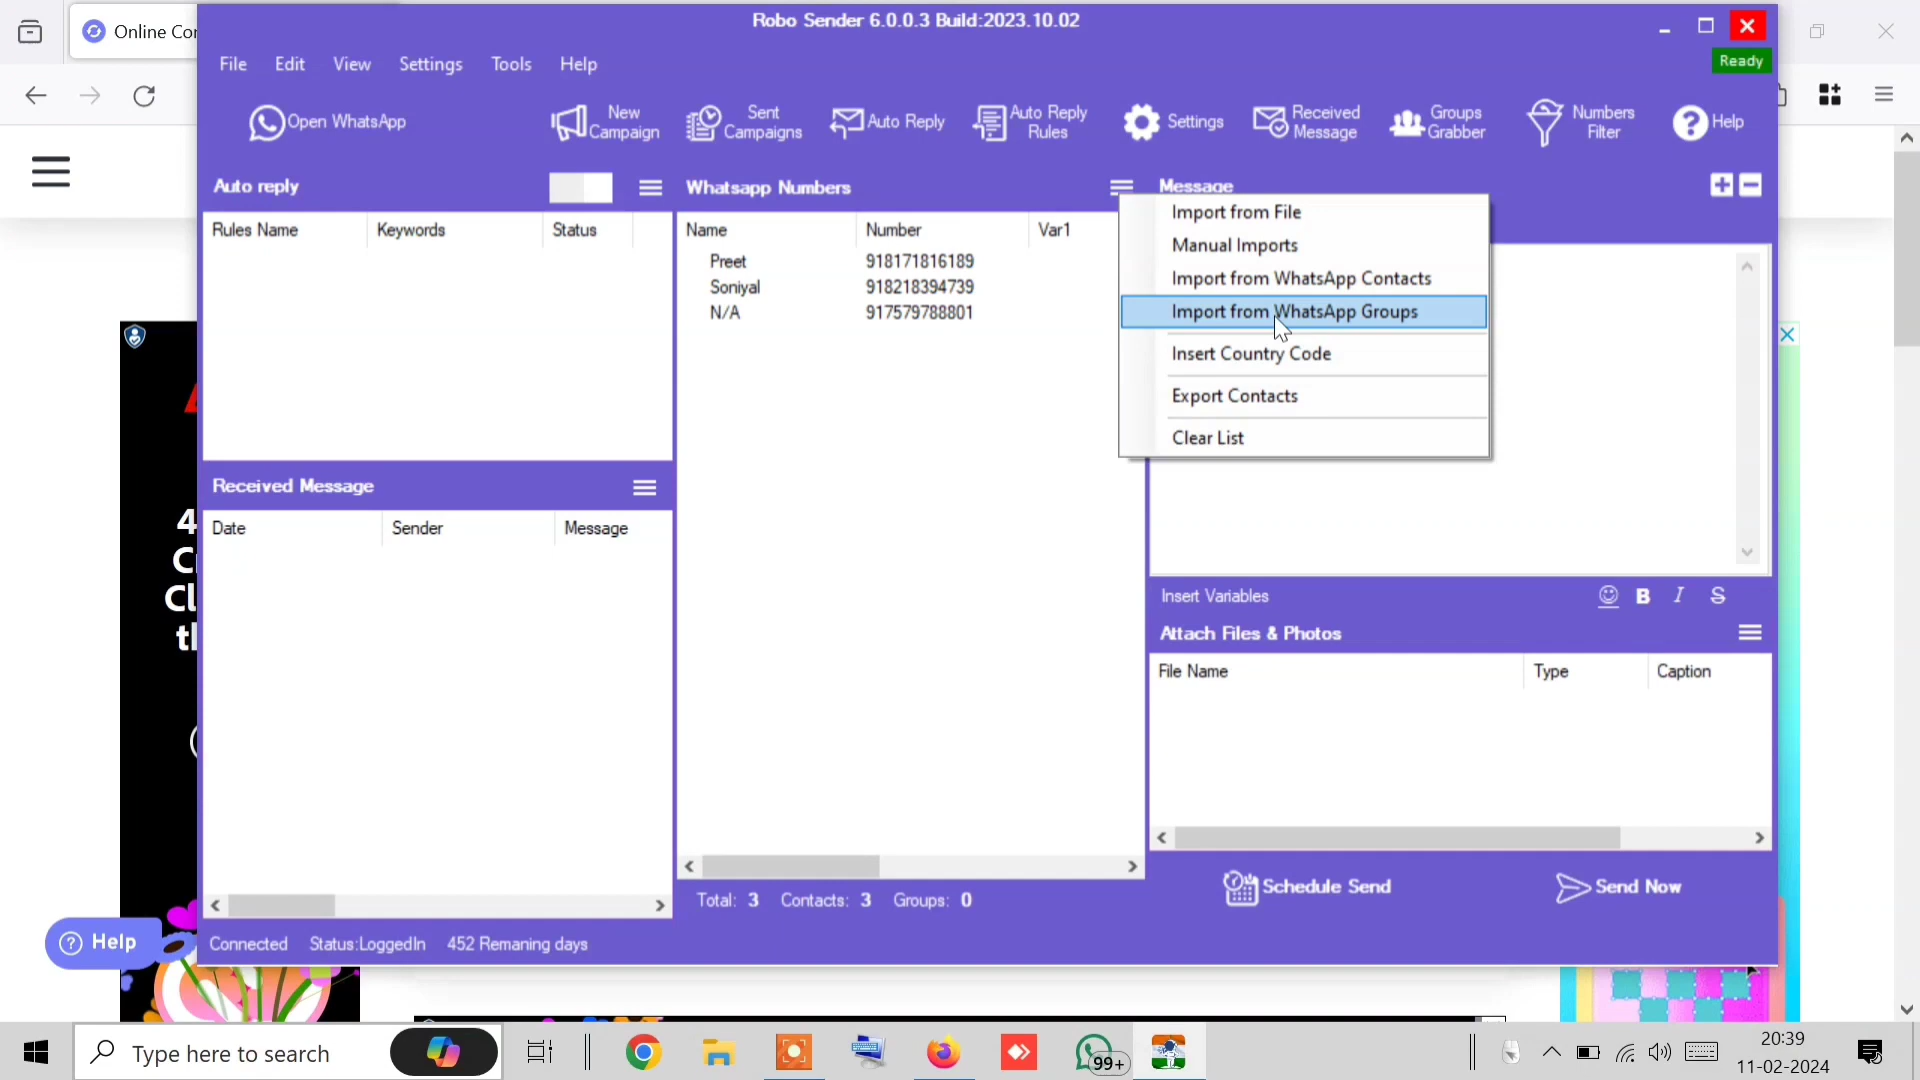 Online Cor
Robo Sender 6.0.0.3 Build:2023.10.02
Ready
File Edit View Settings Tools Help
Open WhatsApp
New Campaign
Sent Campaigns
Auto Reply
Auto Reply Rules
Settings
Received Message
Groups Grabber
Numbers Filter
Help
Auto reply
Rules Name Keywords Status
Received Message
Date Sender Message
Whatsapp Numbers
Name Number Var1
Preet 918171816189
Soniyal 918218394739
N/A 917579788801
Total: 3 Contacts: 3 Groups: 0
Message
Import from File
Manual Imports
Import from WhatsApp Contacts
Import from WhatsApp Groups
Insert Country Code
Export Contacts
Clear List
Insert Variables
B I S
Attach Files & Photos
File Name Type Caption
Schedule Send
Send Now
Connected Status:LoggedIn 452 Remaning days
Help
Type here to search
99+
20:39
11-02-2024